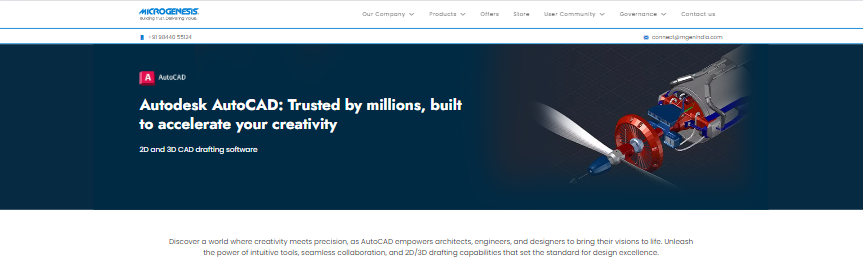 MICROGENESIS
Building Trust, Delivering Value.
Our Company Products Offers Store User Community Governance Contact us
+91 98440 55134 connect@mgenindia.com
A AutoCAD
Autodesk AutoCAD: Trusted by millions, built
to accelerate your creativity
2D and 3D CAD drafting software
Discover a world where creativity meets precision, as AutoCAD empowers architects, engineers, and designers to bring their visions to life. Unleash
the power of intuitive tools, seamless collaboration, and 2D/3D drafting capabilities that set the standard for design excellence.